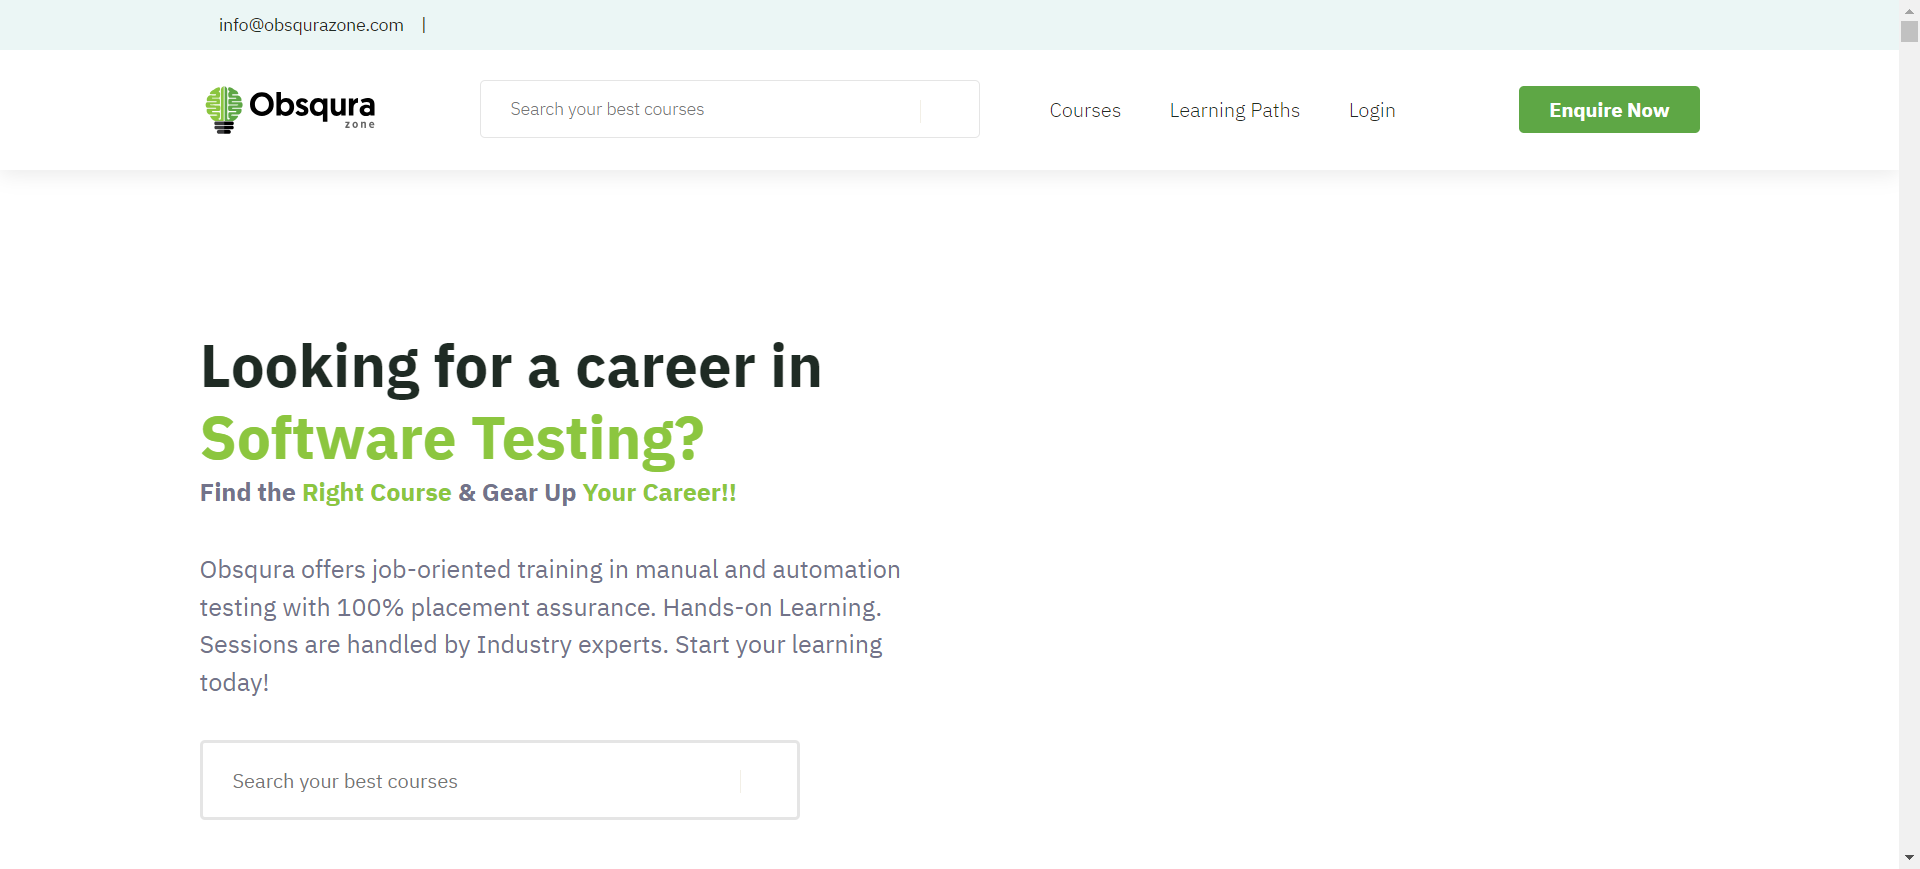 info@obsqurazone.com |
Obsqura
zone
Search your best courses
Courses Learning Paths Login
Enquire Now
Looking for a career in
Software Testing?
Find the Right Course & Gear Up Your Career!!
Obsqura offers job-oriented training in manual and automation
testing with 100% placement assurance. Hands-on Learning.
Sessions are handled by Industry experts. Start your learning
today!
Search your best courses